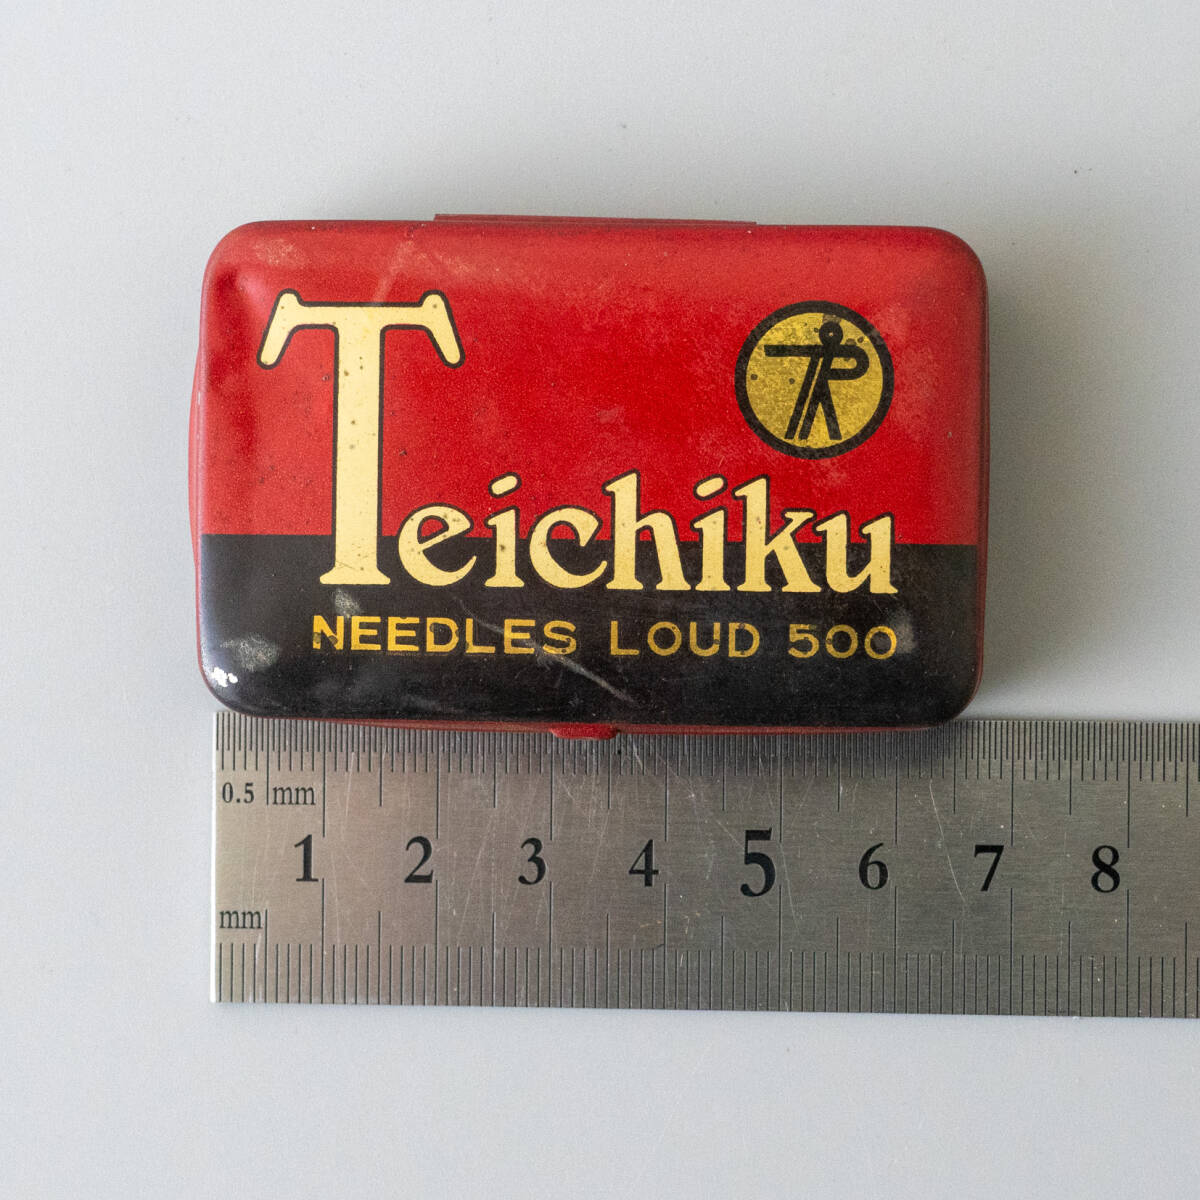 Teichiku
NEEDLES LOUD 500
0.5 mm
1 2 3 4 5 6 7 8
mm